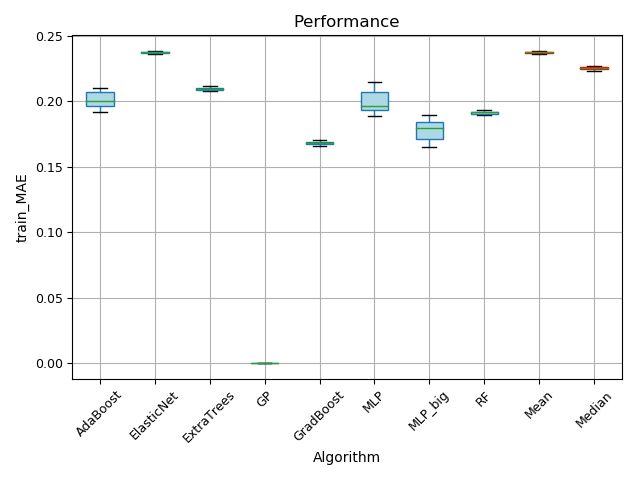 Performance
train_MAE
0.25
0.20
0.15
0.10
0.05
0.00
AdaBoost
ElasticNet
ExtraTrees
GP
GradBoost
MLP
MLP_big
RF
Mean
Median
Algorithm